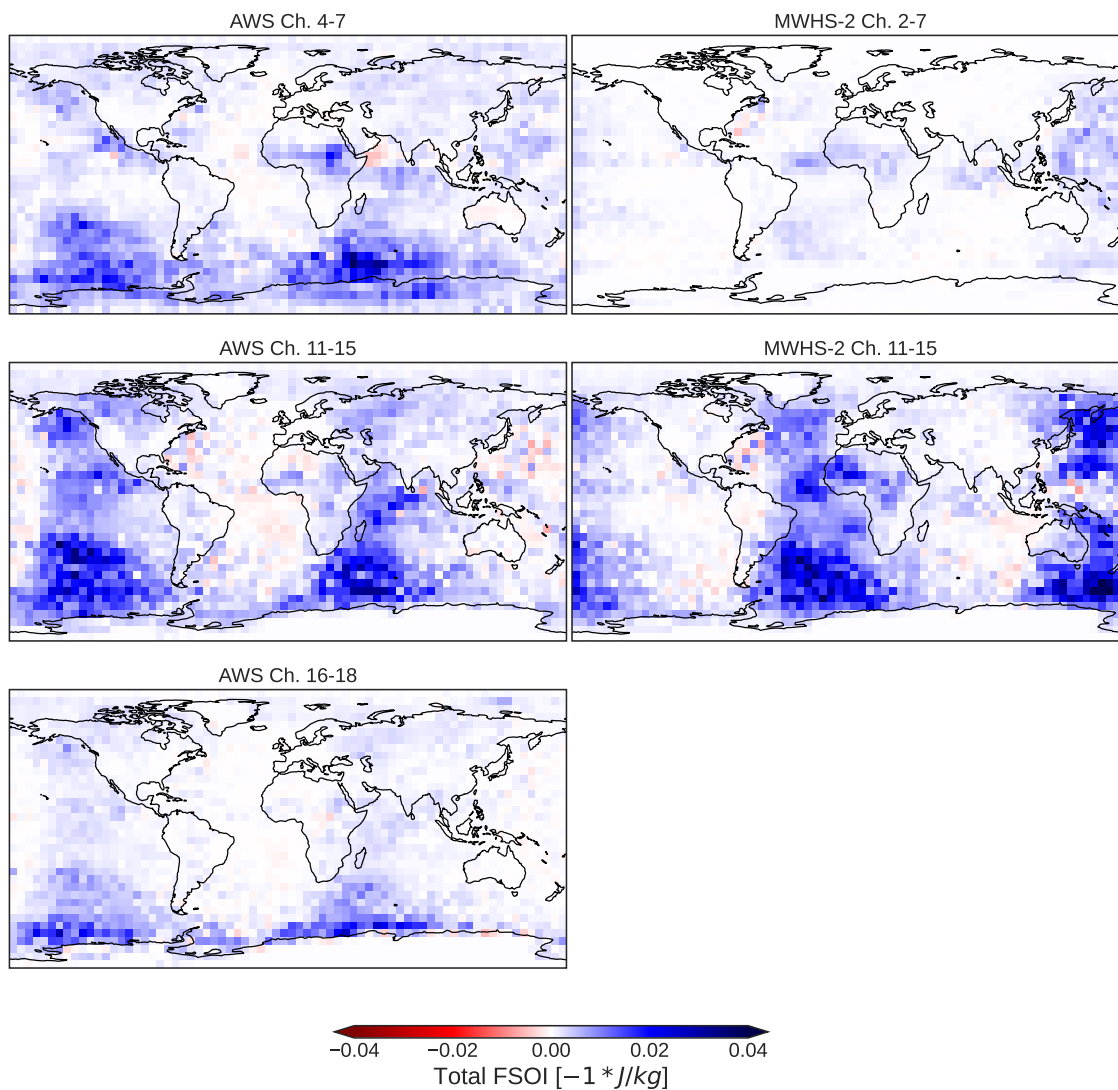 AWS Ch. 4-7
MWHS-2 Ch. 2-7
AWS Ch. 11-15
MWHS-2 Ch. 11-15
AWS Ch. 16-18
−0.04 −0.02 0.00 0.02 0.04
Total FSOI [−1 * J/kg]